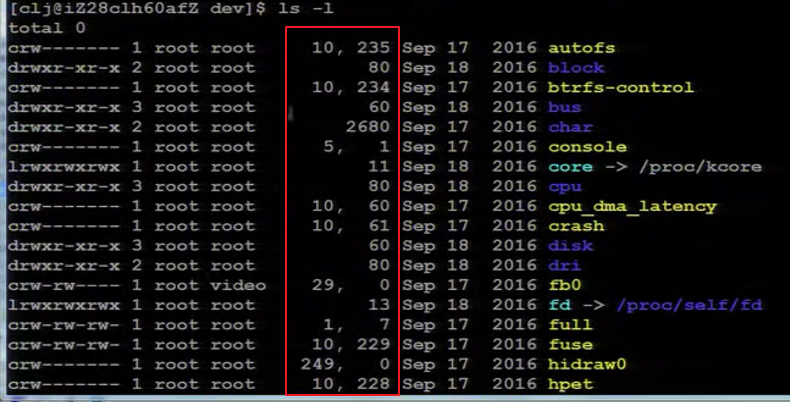 [clj@iZ28clh60afZ dev]$ ls -l
total 0
crw------- 1 root root 10, 235 Sep 17 2016 autofs
drwxr-xr-x 2 root root 80 Sep 18 2016 block
crw------- 1 root root 10, 234 Sep 17 2016 btrfs-control
drwxr-xr-x 3 root root 60 Sep 18 2016 bus
drwxr-xr-x 2 root root 2680 Sep 17 2016 char
crw------- 1 root root 5, 1 Sep 17 2016 console
lrwxrwxrwx 1 root root 11 Sep 18 2016 core -> /proc/kcore
drwxr-xr-x 3 root root 80 Sep 18 2016 cpu
crw------- 1 root root 10, 60 Sep 17 2016 cpu_dma_latency
crw------- 1 root root 10, 61 Sep 17 2016 crash
drwxr-xr-x 3 root root 60 Sep 18 2016 disk
drwxr-xr-x 2 root root 80 Sep 18 2016 dri
crw-rw---- 1 root video 29, 0 Sep 17 2016 fb0
lrwxrwxrwx 1 root root 13 Sep 18 2016 fd -> /proc/self/fd
crw-rw-rw- 1 root root 1, 7 Sep 17 2016 full
crw-rw-rw- 1 root root 10, 229 Sep 17 2016 fuse
crw------- 1 root root 249, 0 Sep 17 2016 hidraw0
crw------- 1 root root 10, 228 Sep 17 2016 hpet